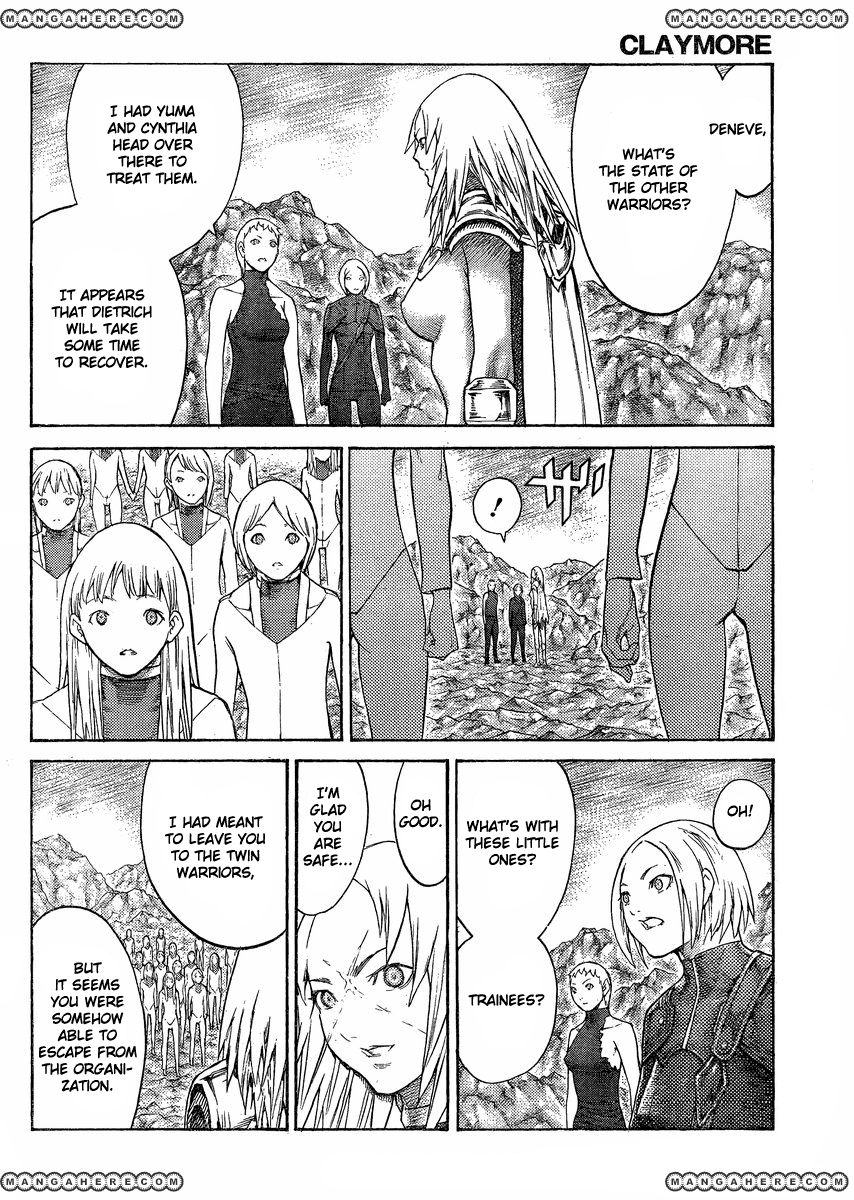 MANGAHERE.COM
MANGAHERE.COM
CLAYMORE
DENEVE,
WHAT'S
THE STATE
OF THE
OTHER
WARRIORS?
I HAD YUMA
AND CYNTHIA
HEAD OVER
THERE TO
TREAT THEM.
IT APPEARS
THAT DIETRICH
WILL TAKE
SOME TIME
TO RECOVER.
!
OH!
WHAT'S WITH
THESE LITTLE
ONES?
TRAINEES?
OH
GOOD.
I'M
GLAD
YOU
ARE
SAFE...
I HAD MEANT
TO LEAVE YOU
TO THE TWIN
WARRIORS,
BUT
IT SEEMS
YOU WERE
SOMEHOW
ABLE TO
ESCAPE FROM
THE ORGANI-
ZATION.
MANGAHERE.COM
MANGAHERE.COM